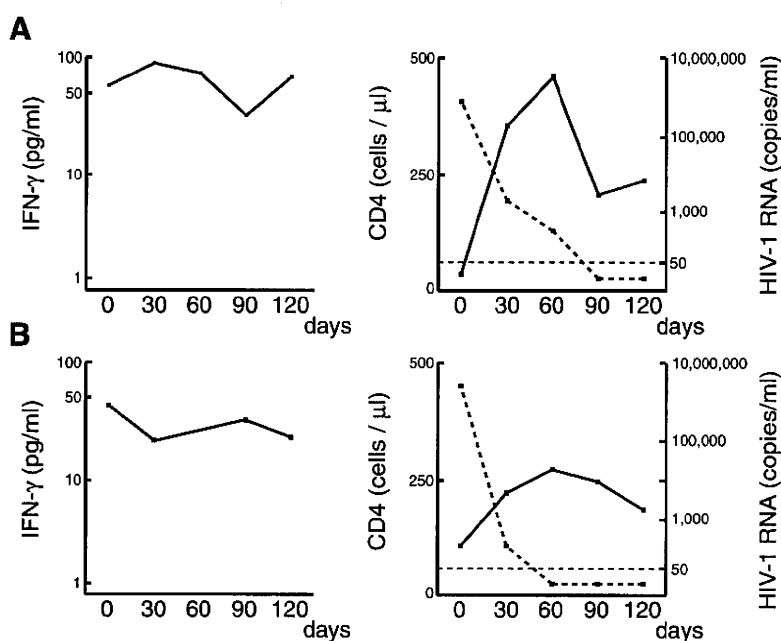 A
IFN-γ (pg/ml)
100
50
10
1
0 30 60 90 120
days
CD4 (cells / μl)
500
250
0
10,000,000
100,000
1,000
50
HIV-1 RNA (copies/ml)
0 30 60 90 120
days
B
IFN-γ (pg/ml)
100
50
10
1
0 30 60 90 120
days
CD4 (cells / μl)
500
250
0
10,000,000
100,000
1,000
50
HIV-1 RNA (copies/ml)
0 30 60 90 120
days